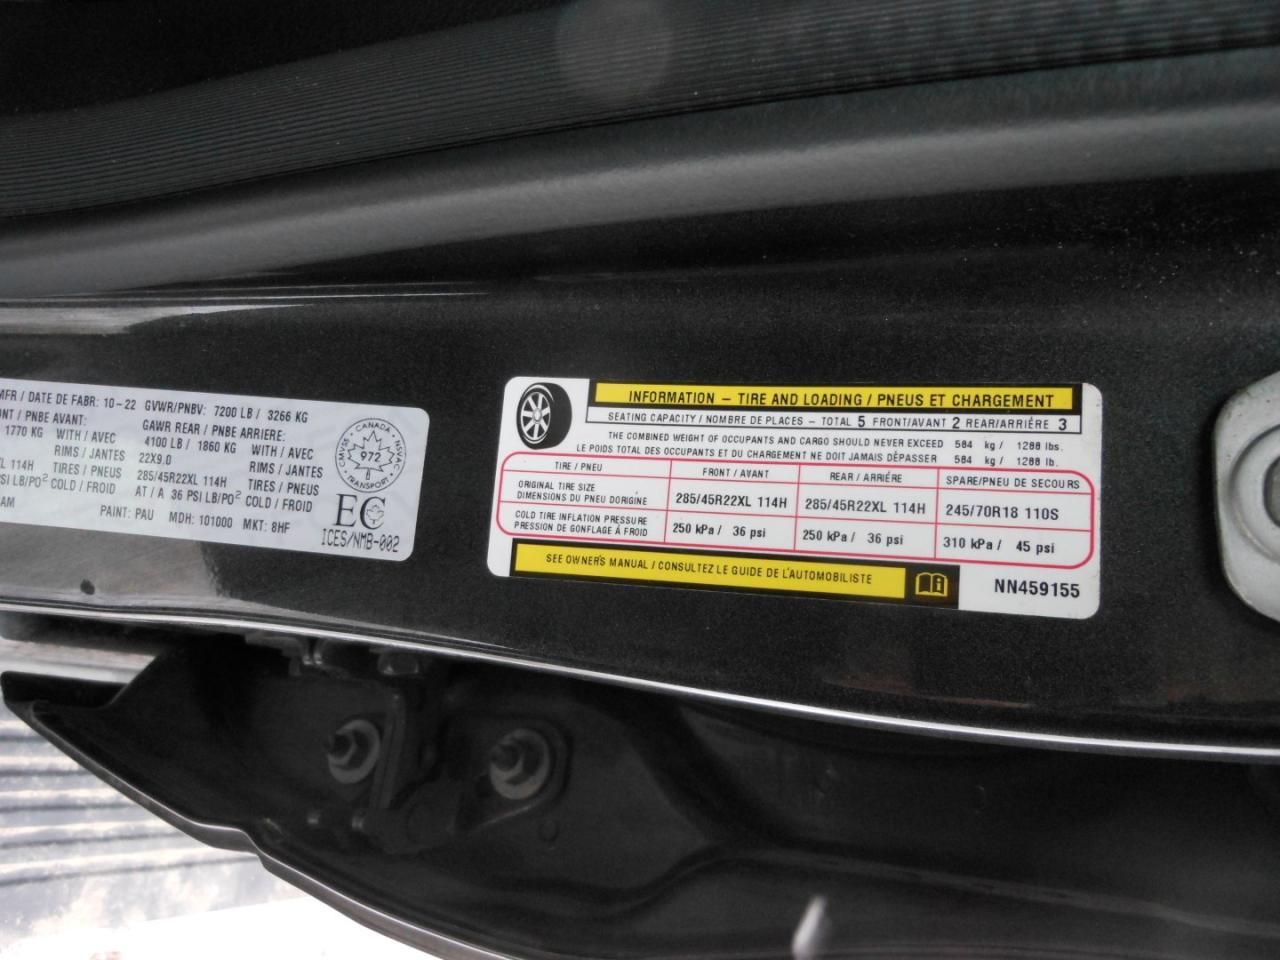 MFR / DATE DE FABR: 10-22 GVWR/PNBV: 7200 LB / 3266 KG
PNBE AVANT: GAWR REAR / PNBE ARRIERE:
1770 KG WITH / AVEC 4100 LB / 1860 KG WITH / AVEC
RIMS / JANTES 22X9.0 RIMS / JANTES
114H TIRES / PNEUS 285/45R22XL 114H TIRES / PNEUS
LB/PO² COLD / FROID AT / A 36 PSI LB/PO² COLD / FROID
PAINT: PAU MDH: 101000 MKT: 8HF
CMVSS CANADA NSVAC
972
TRANSPORT
EC
ICES/NMB-002
INFORMATION - TIRE AND LOADING / PNEUS ET CHARGEMENT
SEATING CAPACITY / NOMBRE DE PLACES - TOTAL 5 FRONT/AVANT 2 REAR/ARRIÉRE 3
THE COMBINED WEIGHT OF OCCUPANTS AND CARGO SHOULD NEVER EXCEED 584 kg / 1288 lbs.
LE POIDS TOTAL DES OCCUPANTS ET DU CHARGEMENT NE DOIT JAMAIS DÉPASSER 584 kg / 1288 lbs.
TIRE / PNEU FRONT / AVANT REAR / ARRIÉRE SPARE/PNEU DE SECOURS
ORIGINAL TIRE SIZE
DIMENSIONS DU PNEU DORIGINE 285/45R22XL 114H 285/45R22XL 114H 245/70R18 110S
COLD TIRE INFLATION PRESSURE
PRESSION DE GONFLAGE À FROID 250 kPa / 36 psi 250 kPa / 36 psi 310 kPa / 45 psi
SEE OWNER'S MANUAL / CONSULTEZ LE GUIDE DE L'AUTOMOBILISTE
NN459155